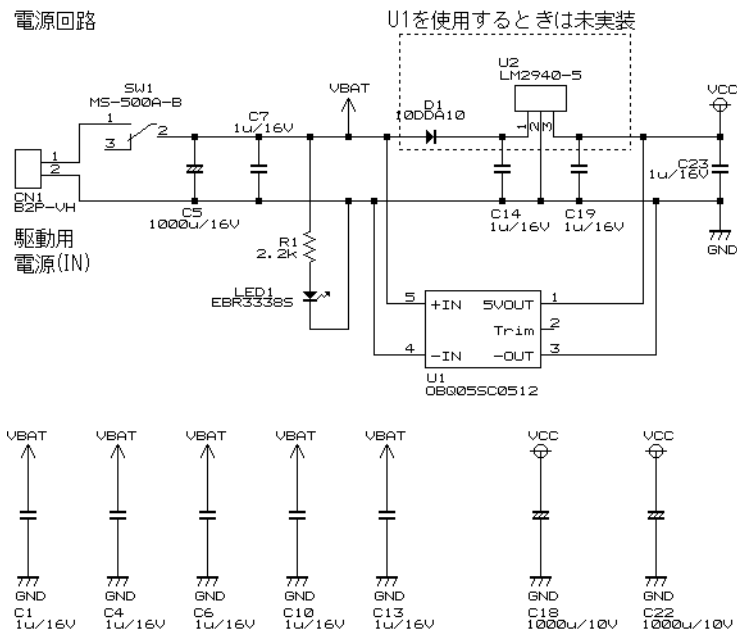 電源回路
U1を使用するときは未実装
U2
LM2940-5
SW1
MS-500A-B
VBAT
VCC
C7
1u/16V
D1
10DDA10
1
2
3
1
2
3
1
2
CN1
B2P-VH
C5
1000u/16V
C14
1u/16V
C19
1u/16V
C23
1u/16V
GND
駆動用
電源(IN)
R1
2.2k
LED1
EBR3338S
5
+IN
5VOUT
1
Trim
2
4
-IN
-OUT
3
U1
OBQ05SC0512
VBAT
VBAT
VBAT
VBAT
VBAT
VCC
VCC
GND
GND
GND
GND
GND
GND
GND
C1
1u/16V
C4
1u/16V
C6
1u/16V
C10
1u/16V
C13
1u/16V
C18
1000u/10V
C22
1000u/10V